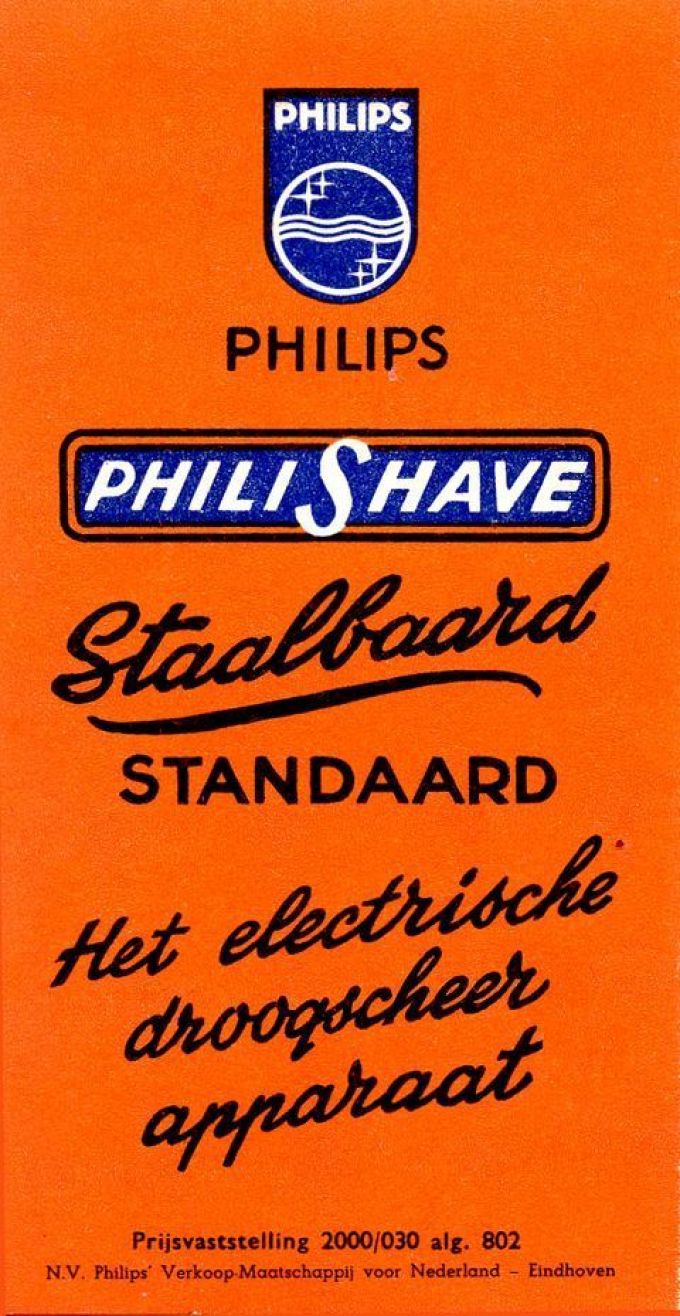 PHILIPS
PHILIPS
PHILISHAVE
Staalbaard
STANDAARD
Het electrische
droogscheer
apparaat
Prijsvaststelling 2000/030 alg. 802
N.V. Philips' Verkoop-Maatschappij voor Nederland – Eindhoven